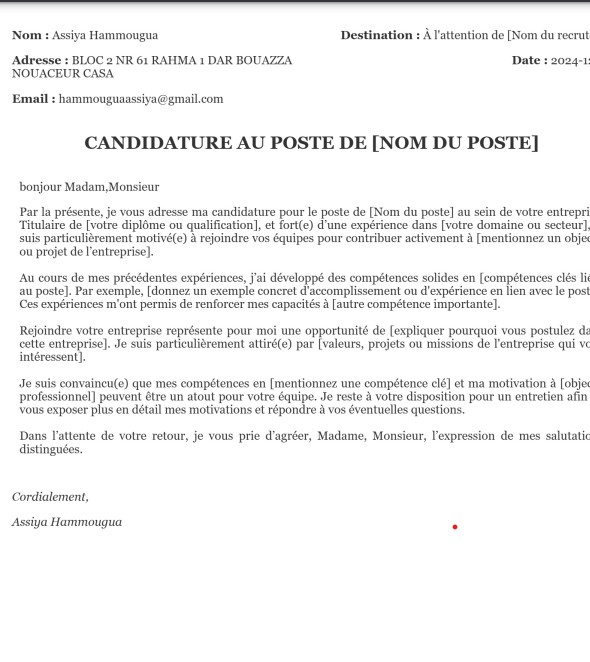 Nom : Assiya Hammougua
Destination : À l'attention de [Nom du recrut
Adresse : BLOC 2 NR 61 RAHMA 1 DAR BOUAZZA
NOUACEUR CASA
Date : 2024-1
Email : hammouguaassiya@gmail.com
CANDIDATURE AU POSTE DE [NOM DU POSTE]
bonjour Madam,Monsieur
Par la présente, je vous adresse ma candidature pour le poste de [Nom du poste] au sein de votre entrepri
Titulaire de [votre diplôme ou qualification], et fort(e) d'une expérience dans [votre domaine ou secteur],
suis particulièrement motivé(e) à rejoindre vos équipes pour contribuer activement à [mentionnez un objec
ou projet de l'entreprise].
Au cours de mes précédentes expériences, j'ai développé des compétences solides en [compétences clés lié
au poste]. Par exemple, [donnez un exemple concret d'accomplissement ou d'expérience en lien avec le post
Ces expériences m'ont permis de renforcer mes capacités à [autre compétence importante].
Rejoindre votre entreprise représente pour moi une opportunité de [expliquer pourquoi vous postulez da
cette entreprise]. Je suis particulièrement attiré(e) par [valeurs, projets ou missions de l'entreprise qui vo
intéressent].
Je suis convaincu(e) que mes compétences en [mentionnez une compétence clé] et ma motivation à [objec
professionnel] peuvent être un atout pour votre équipe. Je reste à votre disposition pour un entretien afin
vous exposer plus en détail mes motivations et répondre à vos éventuelles questions.
Dans l'attente de votre retour, je vous prie d'agréer, Madame, Monsieur, l'expression de mes salutatio
distinguées.
Cordialement,
Assiya Hammougua